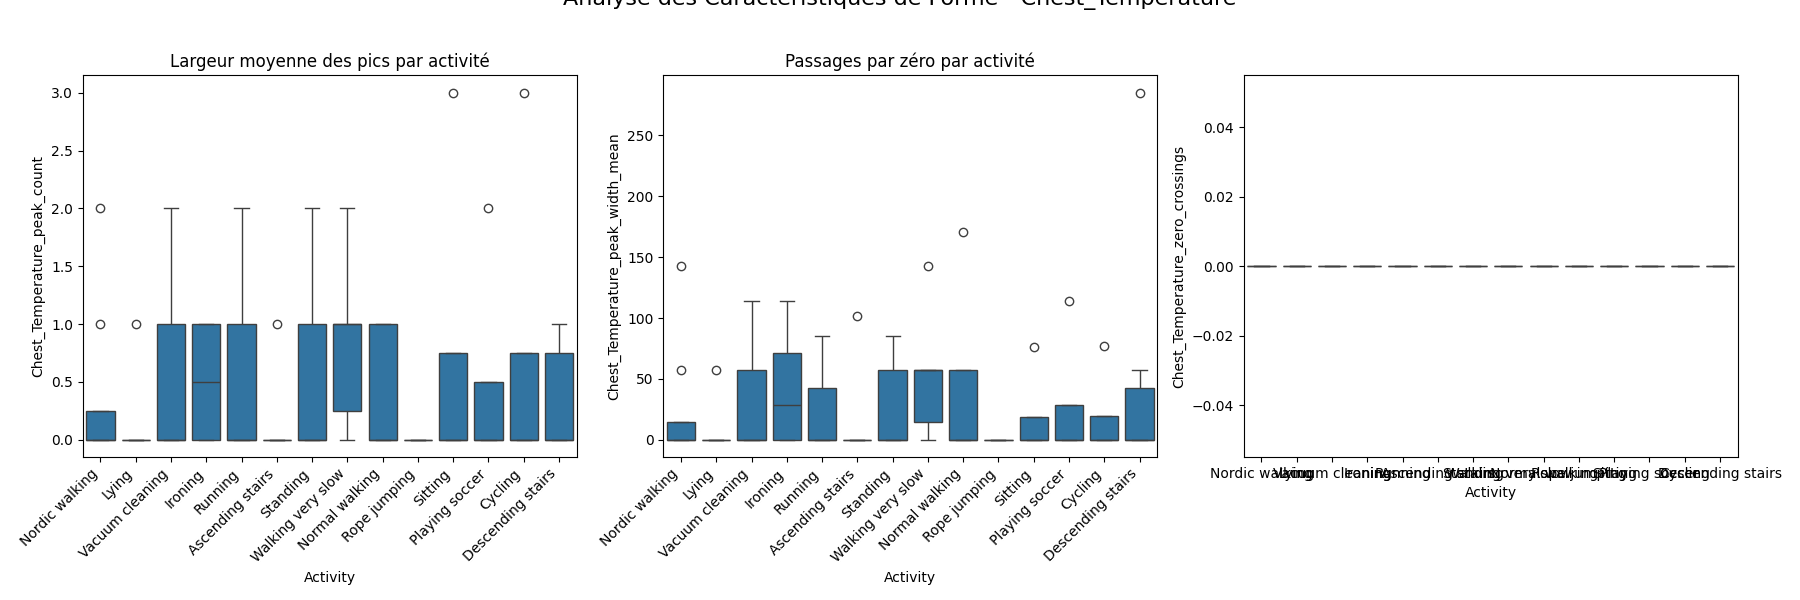 Analyse des Caractéristiques de Forme - Chest_Temperature
Largeur moyenne des pics par activité
Chest_Temperature_peak_count
3.0
2.5
2.0
1.5
1.0
0.5
0.0
Nordic walking
Lying
Vacuum cleaning
Ironing
Running
Ascending stairs
Standing
Walking very slow
Normal walking
Rope jumping
Sitting
Playing soccer
Cycling
Descending stairs
Activity
Passages par zéro par activité
Chest_Temperature_peak_width_mean
250
200
150
100
50
0
Nordic walking
Lying
Vacuum cleaning
Ironing
Running
Ascending stairs
Standing
Walking very slow
Normal walking
Rope jumping
Sitting
Playing soccer
Cycling
Descending stairs
Activity
Chest_Temperature_zero_crossings
0.04
0.02
0.00
−0.02
−0.04
Nordic walking
Descending stairs
Activity